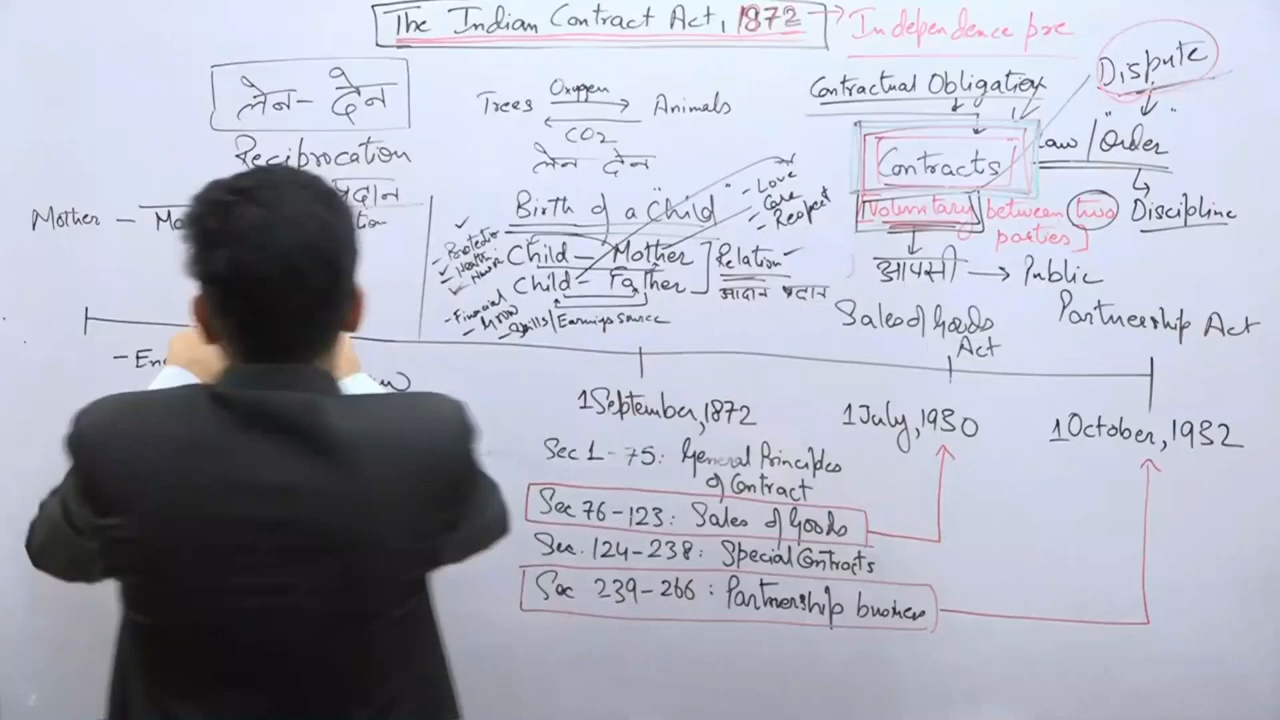 The Indian Contract Act, 1872 → Independence pre
लेन - देन
Reciprocation
प्रदान
Mother -
Trees Oxygen Animals
CO2
लेन देन
Birth of a "Child"
Child - Mother
Child - Father
Relation
आदान प्रदान
- Love
- Care
- Respect
- Financial
- Grow
- Skills/Earning source
Contractual Obligation
Dispute
Contracts
Law / "Order"
Discipline
Voluntary between two
parties]
आपसी → Public
Sales of Goods
Act
Partnership Act
1 September, 1872
1 July, 1930
1 October, 1932
Sec 1 - 75: General Principles
of Contract
Sec 76 - 123: Sales of Goods
Sec. 124 - 238: Special Contracts
Sec 239 - 266: Partnership business